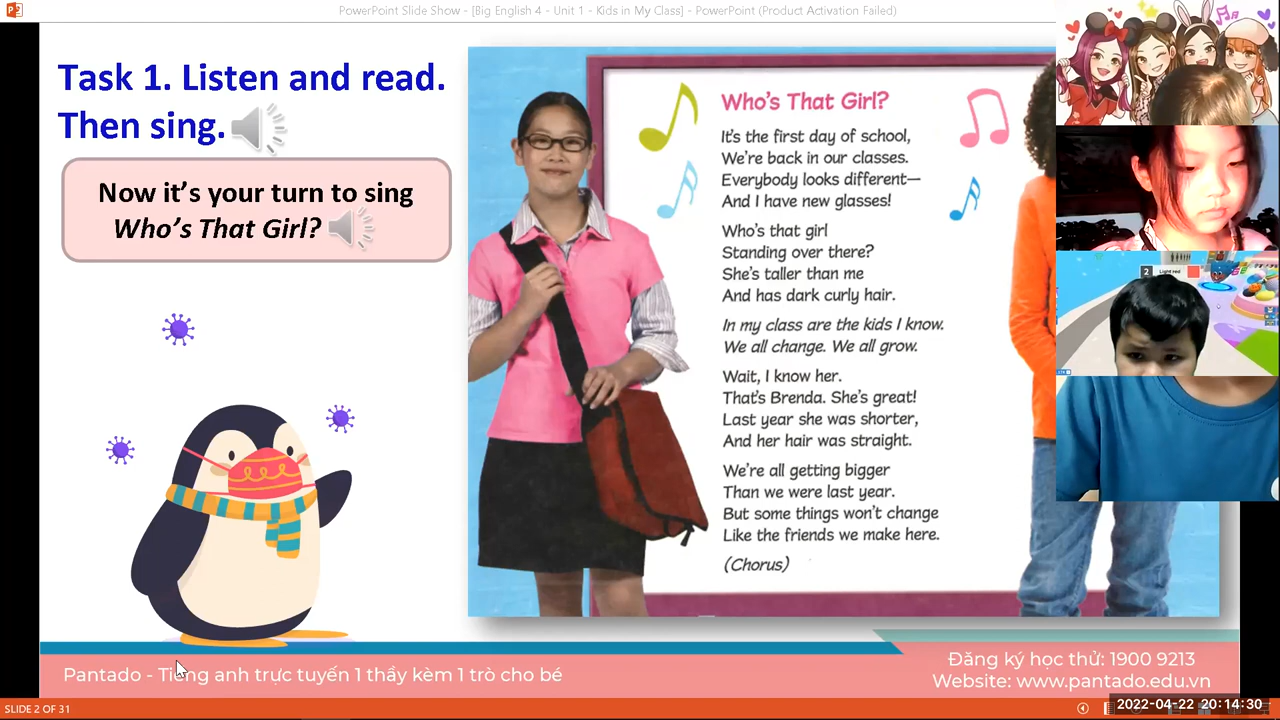 PowerPoint Slide Show - [Big English 4 - Unit 1 - Kids in My Class] - PowerPoint (Product Activation Failed)
Task 1. Listen and read.
Then sing.
Now it's your turn to sing
Who's That Girl?
Who's That Girl?
It's the first day of school,
We're back in our classes.
Everybody looks different—
And I have new glasses!
Who's that girl
Standing over there?
She's taller than me
And has dark curly hair.
In my class are the kids I know.
We all change. We all grow.
Wait, I know her.
That's Brenda. She's great!
Last year she was shorter,
And her hair was straight.
We're all getting bigger
Than we were last year.
But some things won't change
Like the friends we make here.
(Chorus)
2 Light red
Pantado - Tiếng anh trực tuyến 1 thầy kèm 1 trò cho bé
Đăng ký học thử: 1900 9213
Website: www.pantado.edu.vn
SLIDE 2 OF 31
2022-04-22 20:14:30